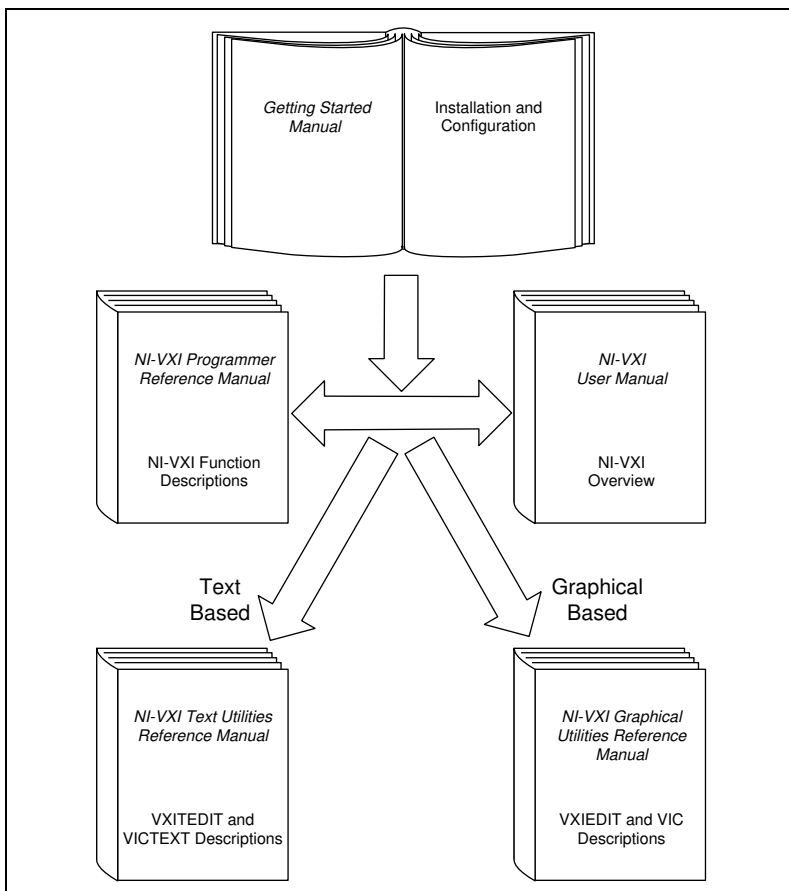 Getting Started
Manual
Installation and
Configuration
NI-VXI Programmer
Reference Manual
NI-VXI Function
Descriptions
NI-VXI
User Manual
NI-VXI
Overview
Text
Based
Graphical
Based
NI-VXI Text Utilities
Reference Manual
VXITEDIT and
VICTEXT Descriptions
NI-VXI Graphical
Utilities Reference
Manual
VXIEDIT and VIC
Descriptions